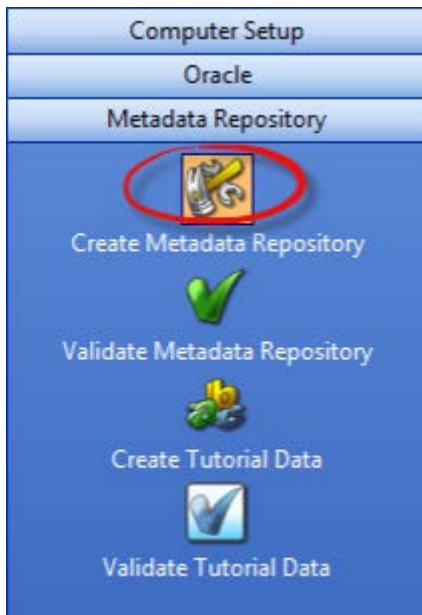 Computer Setup
Oracle
Metadata Repository
Create Metadata Repository
Validate Metadata Repository
Create Tutorial Data
Validate Tutorial Data